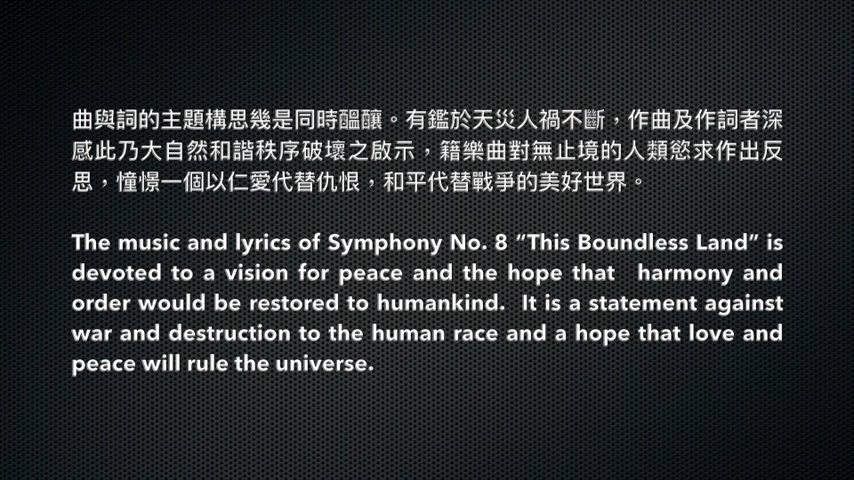 曲與詞的主題構思幾是同時醞釀。有鑑於天災人禍不斷，作曲及作詞者深
感此乃大自然和諧秩序破壞之啟示，籍樂曲對無止境的人類慾求作出反
思，憧憬一個以仁愛代替仇恨，和平代替戰爭的美好世界。
The music and lyrics of Symphony No. 8 “This Boundless Land” is
devoted to a vision for peace and the hope that harmony and
order would be restored to humankind. It is a statement against
war and destruction to the human race and a hope that love and
peace will rule the universe.